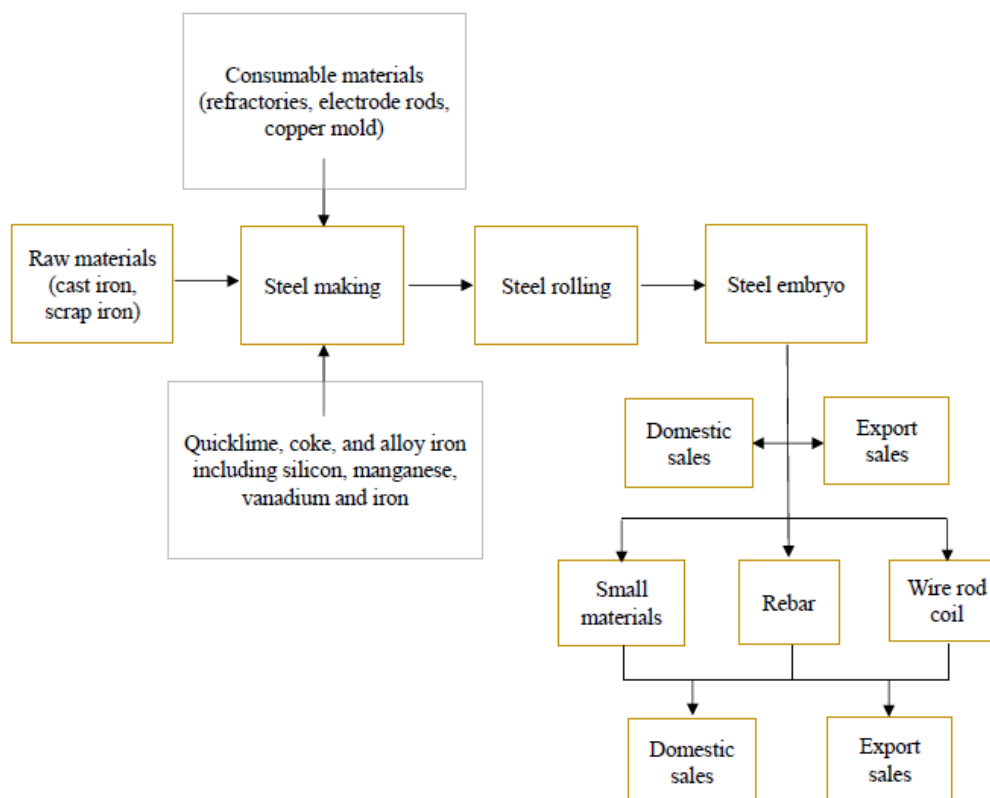 Consumable materials
(refractories, electrode rods,
copper mold)
Raw materials
(cast iron,
scrap iron)
Steel making
Steel rolling
Steel embryo
Quicklime, coke, and alloy iron
including silicon, manganese,
vanadium and iron
Domestic
sales
Export
sales
Small
materials
Rebar
Wire rod
coil
Domestic
sales
Export
sales